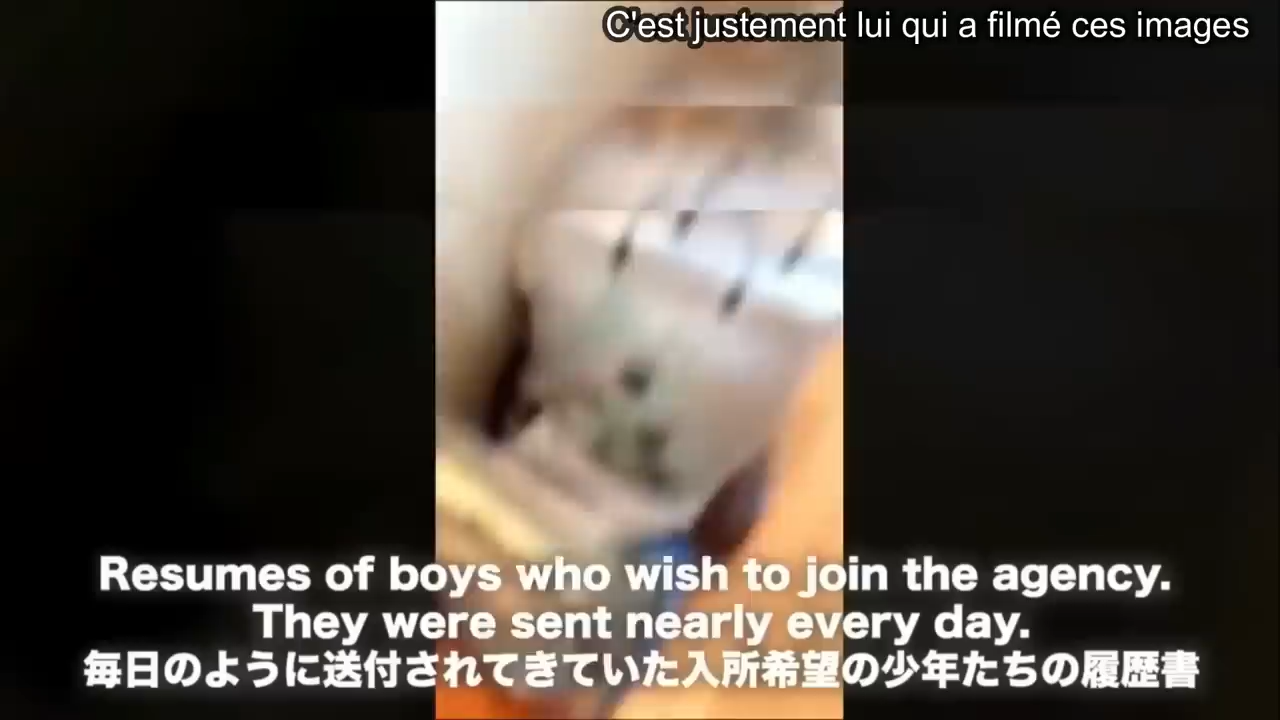 C'est justement lui qui a filmé ces images
Resumes of boys who wish to join the agency.
They were sent nearly every day.
毎日のように送付されてきていた入所希望の少年たちの履歴書